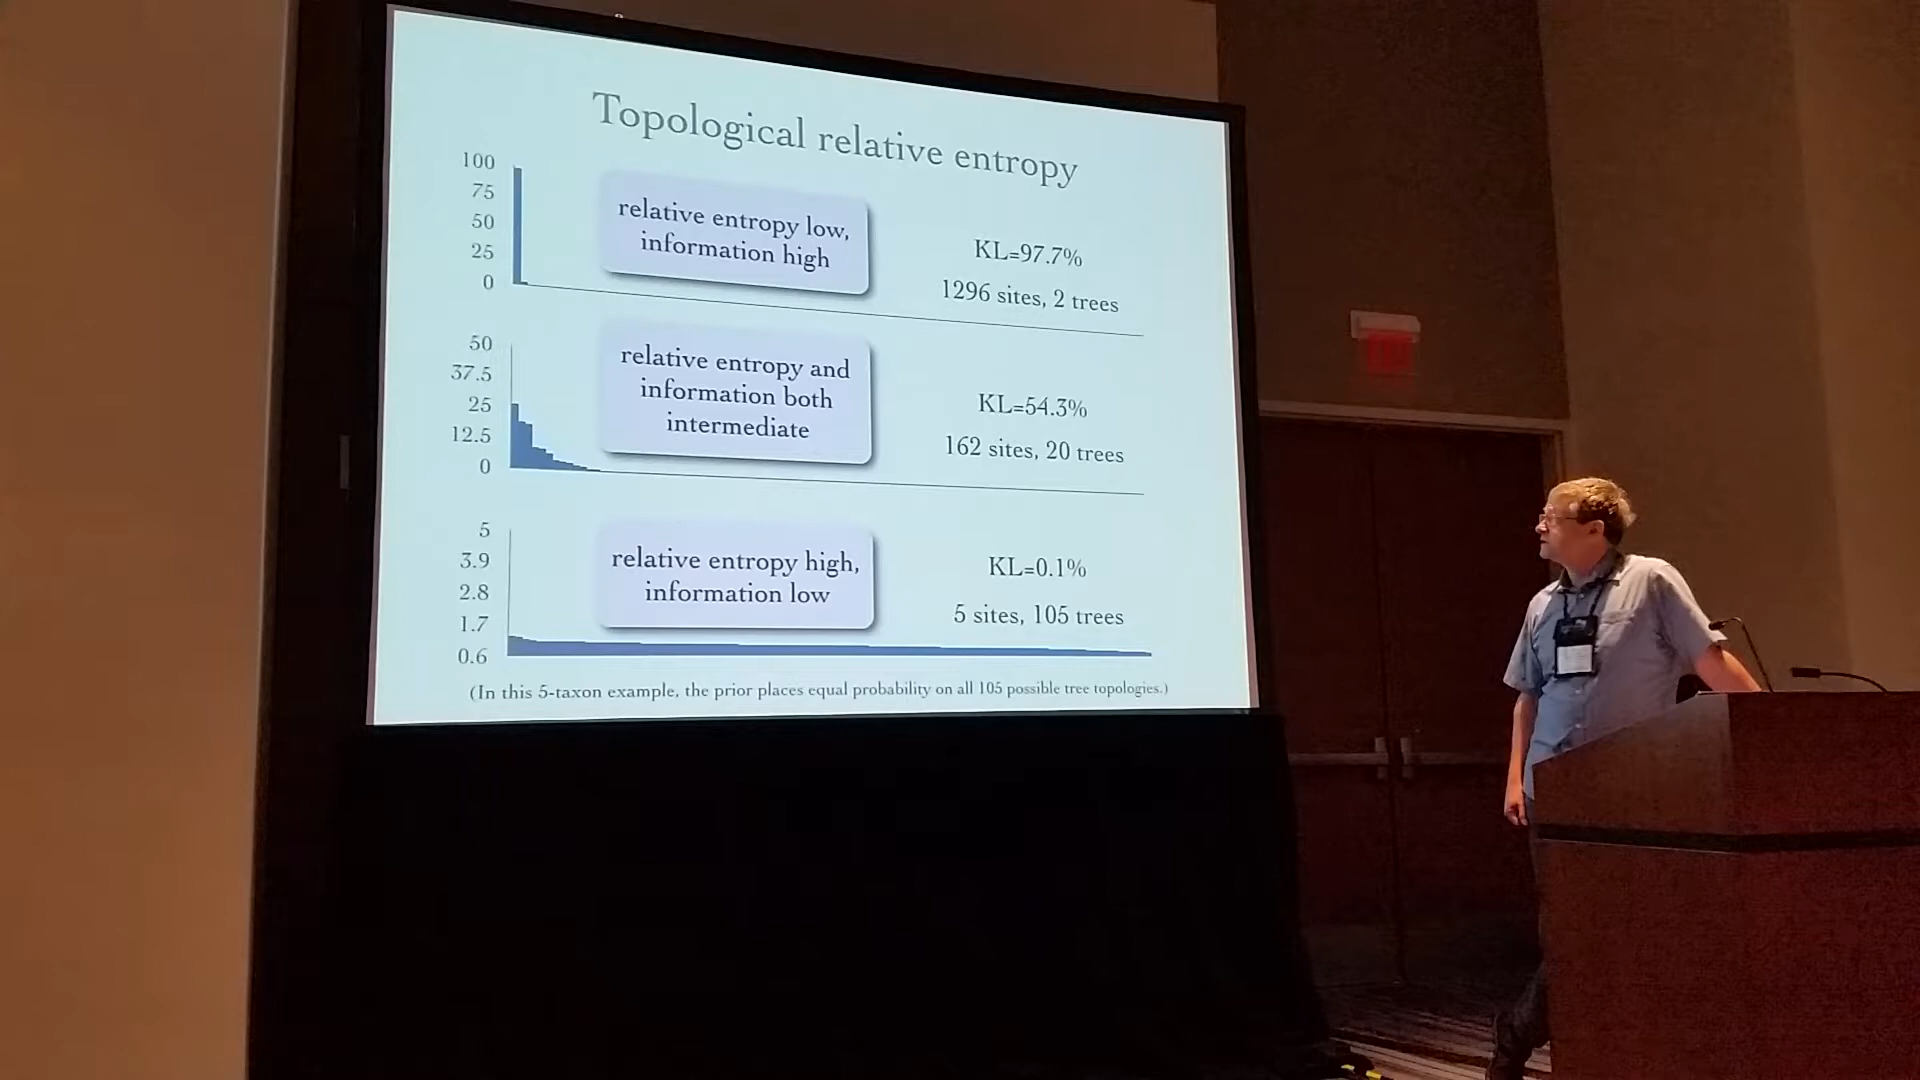 Topological relative entropy
100
75
50
25
0
relative entropy low,
information high
KL=97.7%
1296 sites, 2 trees
50
37.5
25
12.5
0
relative entropy and
information both
intermediate
KL=54.3%
162 sites, 20 trees
5
3.9
2.8
1.7
0.6
relative entropy high,
information low
KL=0.1%
5 sites, 105 trees
(In this 5-taxon example, the prior places equal probability on all 105 possible tree topologies.)